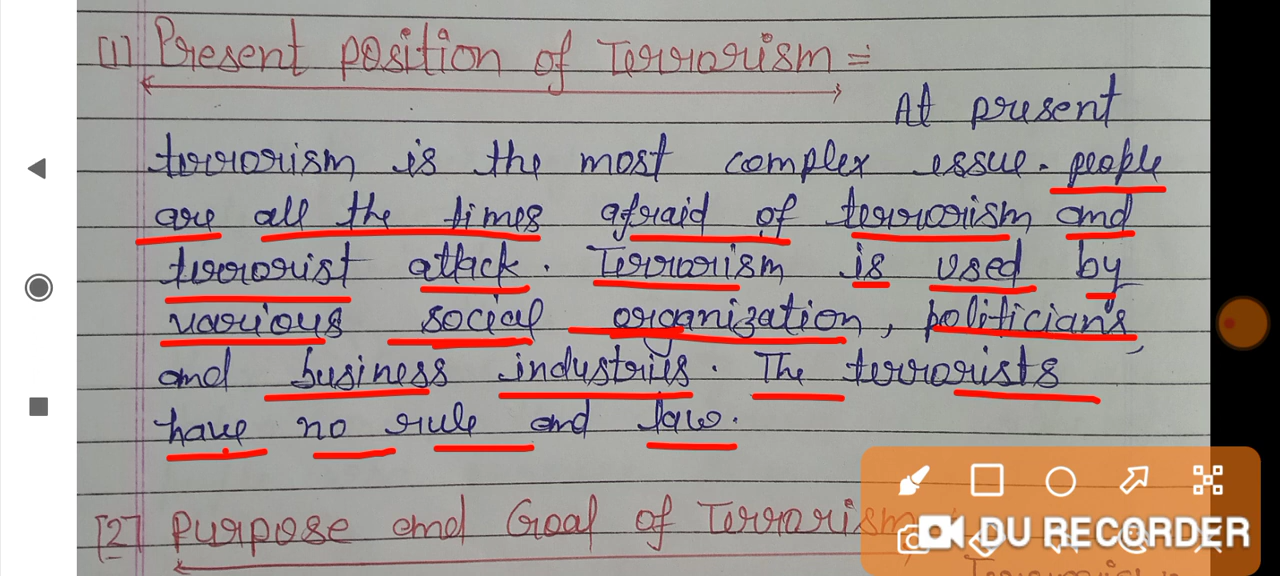 [1] Present position of Terrorism =
At present
terrorism is the most complex essue. people
are all the times afraid of terrorism and
terrorist attack. Terrorism is used by
various social organization, politician's
and business industries. The terrorists
have no rule and law.
[2] Purpose and Goal of Terrorism
DU RECORDER